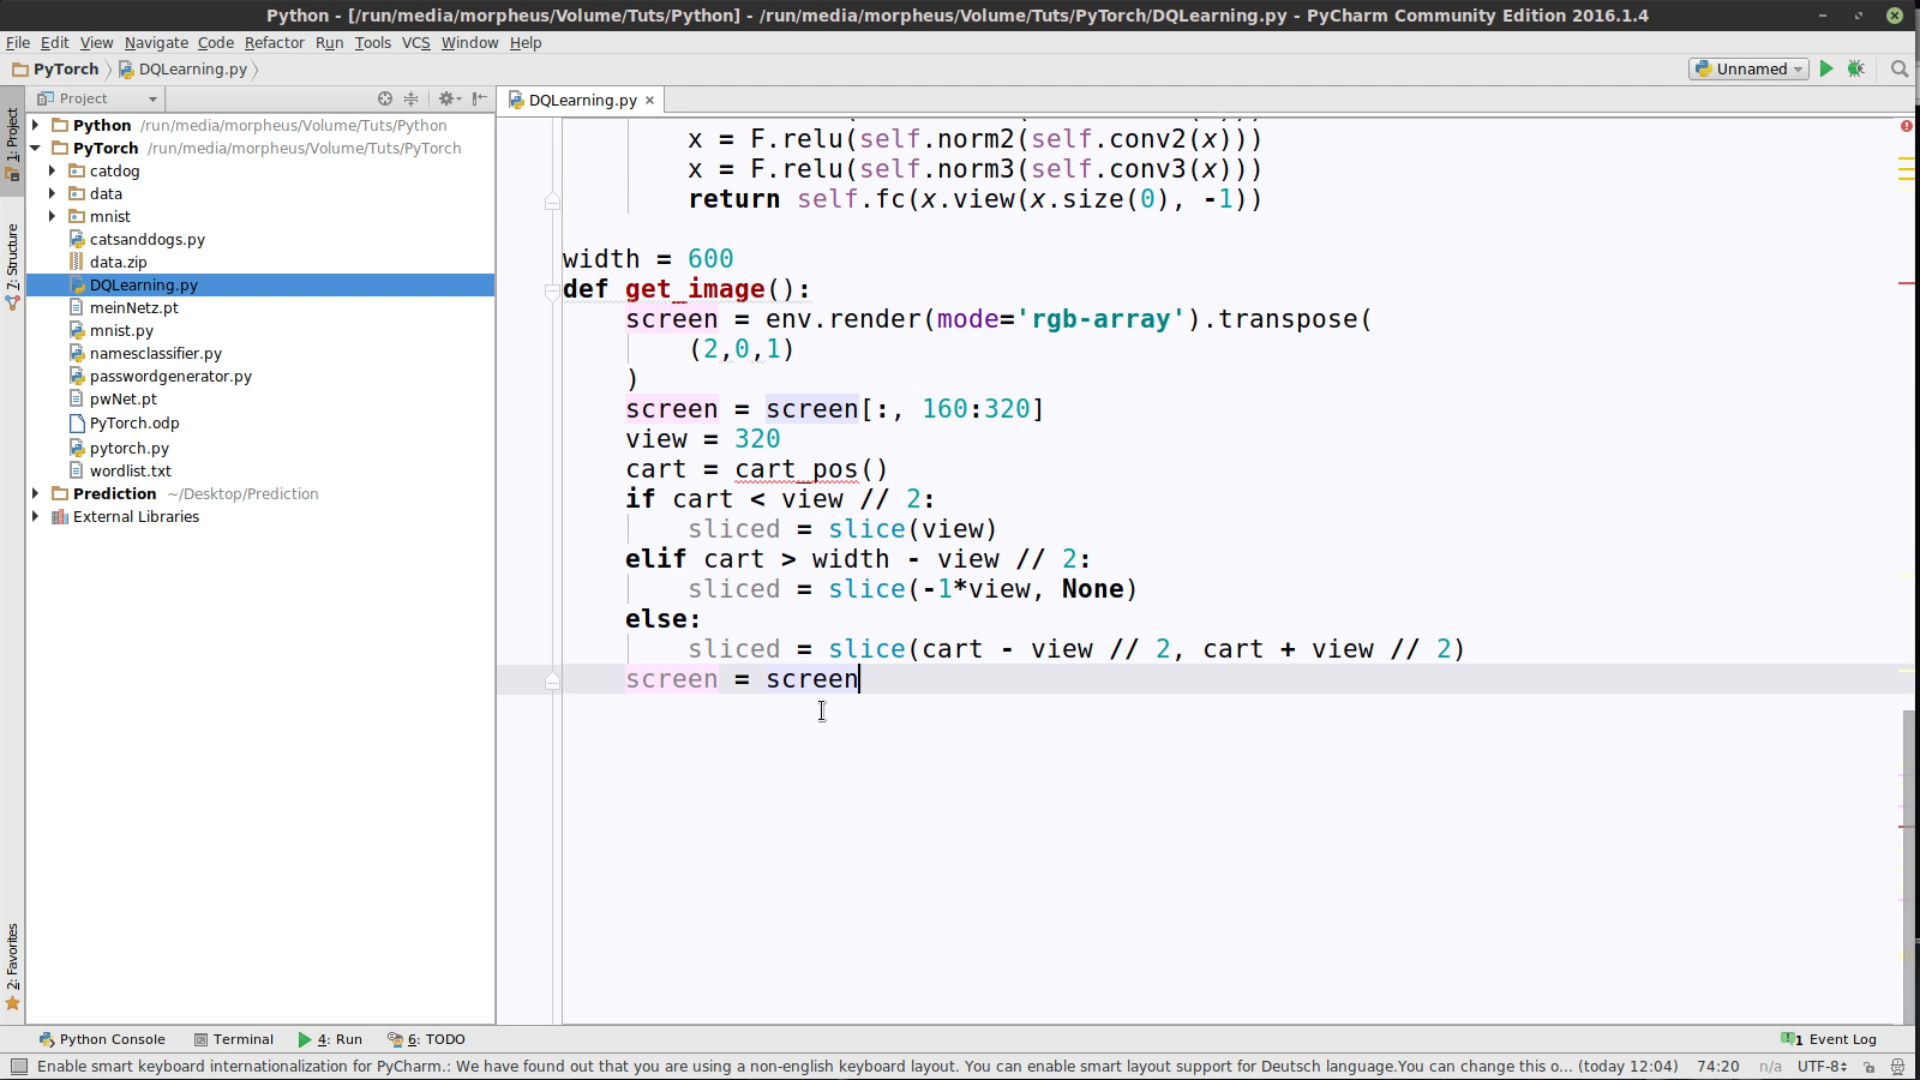 Python - [/run/media/morpheus/Volume/Tuts/Python] - /run/media/morpheus/Volume/Tuts/PyTorch/DQLearning.py - PyCharm Community Edition 2016.1.4
File Edit View Navigate Code Refactor Run Tools VCS Window Help
PyTorch DQLearning.py Unnamed
Project
DQLearning.py
1: Project
7: Structure
2: Favorites
Python /run/media/morpheus/Volume/Tuts/Python
PyTorch /run/media/morpheus/Volume/Tuts/PyTorch
catdog
data
mnist
catsanddogs.py
data.zip
DQLearning.py
meinNetz.pt
mnist.py
namesclassifier.py
passwordgenerator.py
pwNet.pt
PyTorch.odp
pytorch.py
wordlist.txt
Prediction ~/Desktop/Prediction
External Libraries
x = F.relu(self.norm2(self.conv2(x)))
x = F.relu(self.norm3(self.conv3(x)))
return self.fc(x.view(x.size(0), -1))
width = 600
def get_image():
screen = env.render(mode='rgb-array').transpose(
(2,0,1)
)
screen = screen[:, 160:320]
view = 320
cart = cart_pos()
if cart < view // 2:
sliced = slice(view)
elif cart > width - view // 2:
sliced = slice(-1*view, None)
else:
sliced = slice(cart - view // 2, cart + view // 2)
screen = screen
Python Console Terminal 4: Run 6: TODO 1 Event Log
Enable smart keyboard internationalization for PyCharm.: We have found out that you are using a non-english keyboard layout. You can enable smart layout support for Deutsch language.You can change this o... (today 12:04) 74:20 n/a UTF-8